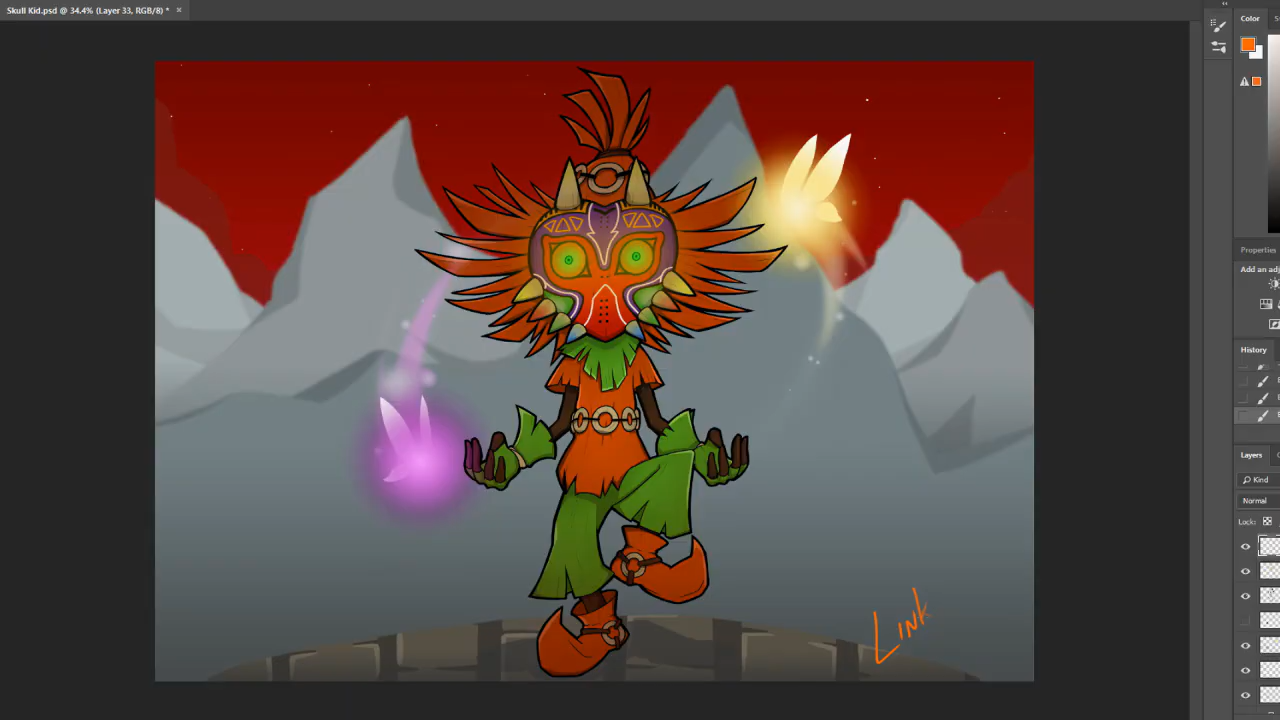 Skull Kid.psd @ 34.4% (Layer 33, RGB/8) *
Color
Properties
Add an adj
History
Layers
Kind
Normal
Lock:
LINK